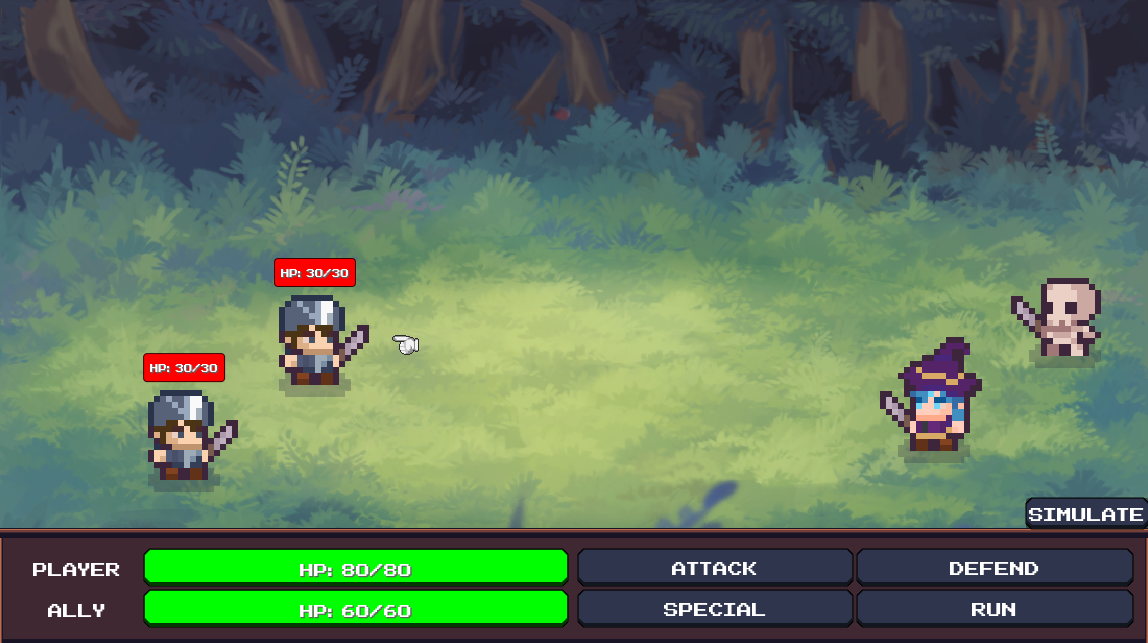 HP: 30/30
HP: 30/30
SIMULATE
PLAYER HP: 80/80 ATTACK DEFEND
ALLY HP: 60/60 SPECIAL RUN